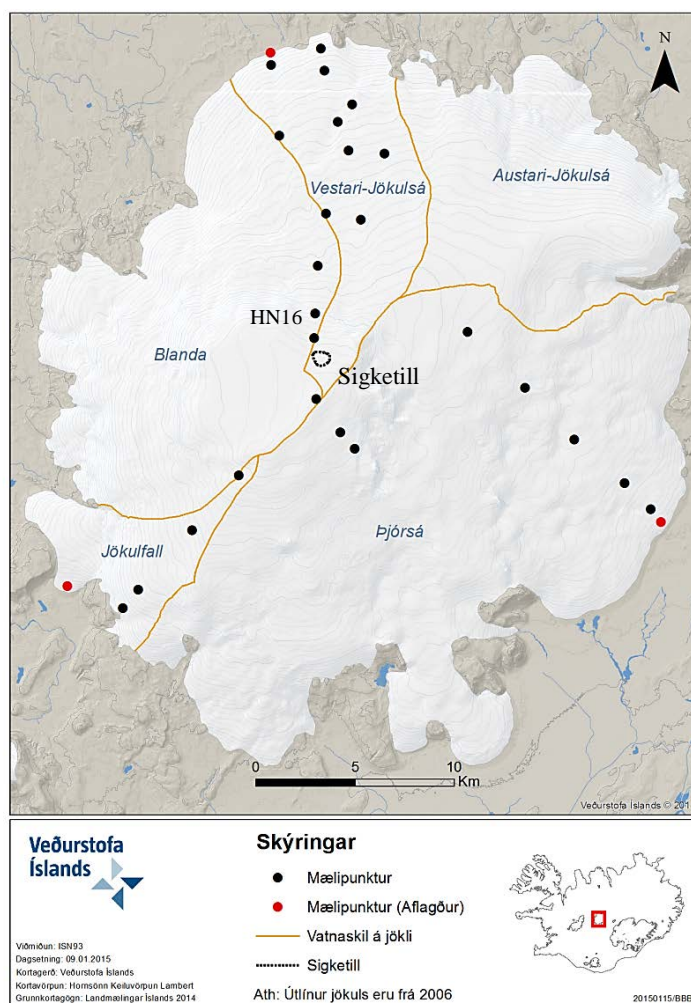 N
Vestari-Jökulsá
Austari-Jökulsá
HN16
Blanda
Sigketill
Þjórsá
Jökulfall
0 5 10
Km
Veðurstofa Íslands © 201
Veðurstofa
Íslands
Viðmiðun: ISN93
Dagsetning: 09.01.2015
Kortagerð: Veðurstofa Íslands
Kortavörpun: Hornsönn Keiluvörpun Lambert
Grunnkortagögn: Landmælingar Íslands 2014
Skýringar
Mælipunktur
Mælipunktur (Aflagður)
Vatnaskil á jökli
Sigketill
Ath: Útlínur jökuls eru frá 2006
20150115/BBB